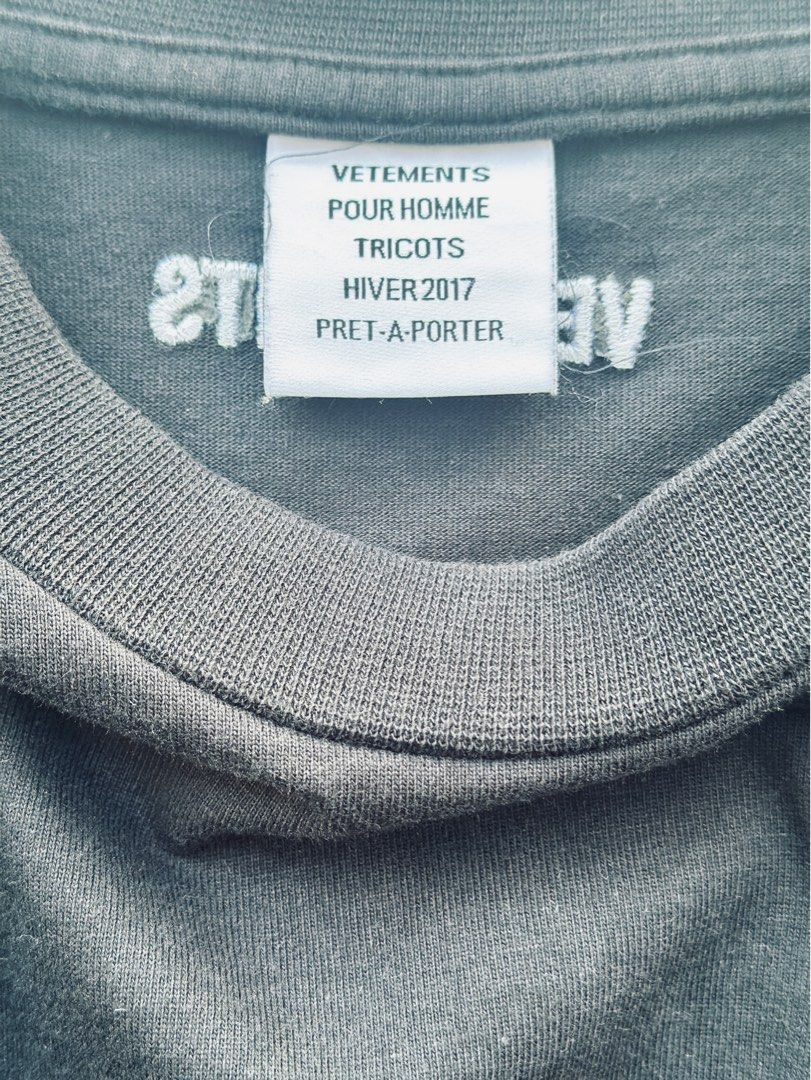 VETEMENTS
POUR HOMME
TRICOTS
HIVER 2017
PRET-A-PORTER